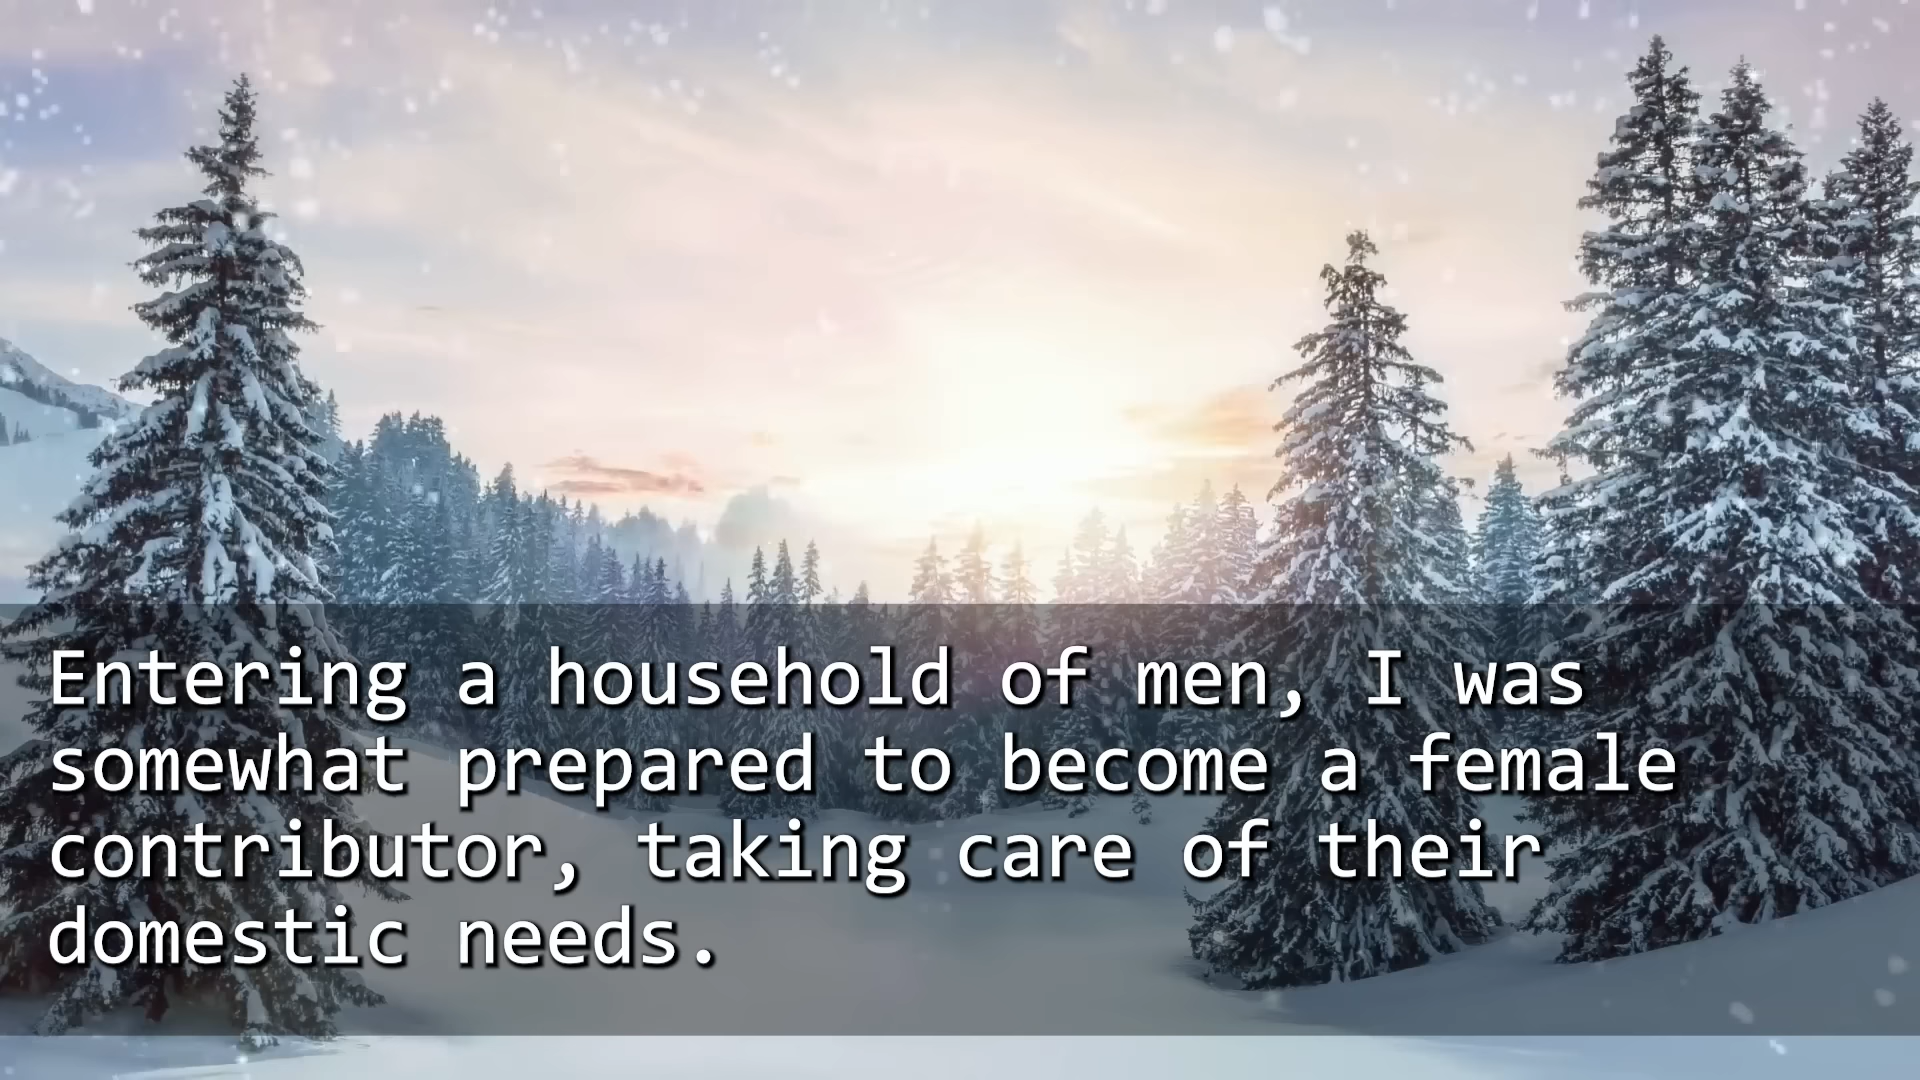 Entering a household of men, I was
somewhat prepared to become a female
contributor, taking care of their
domestic needs.